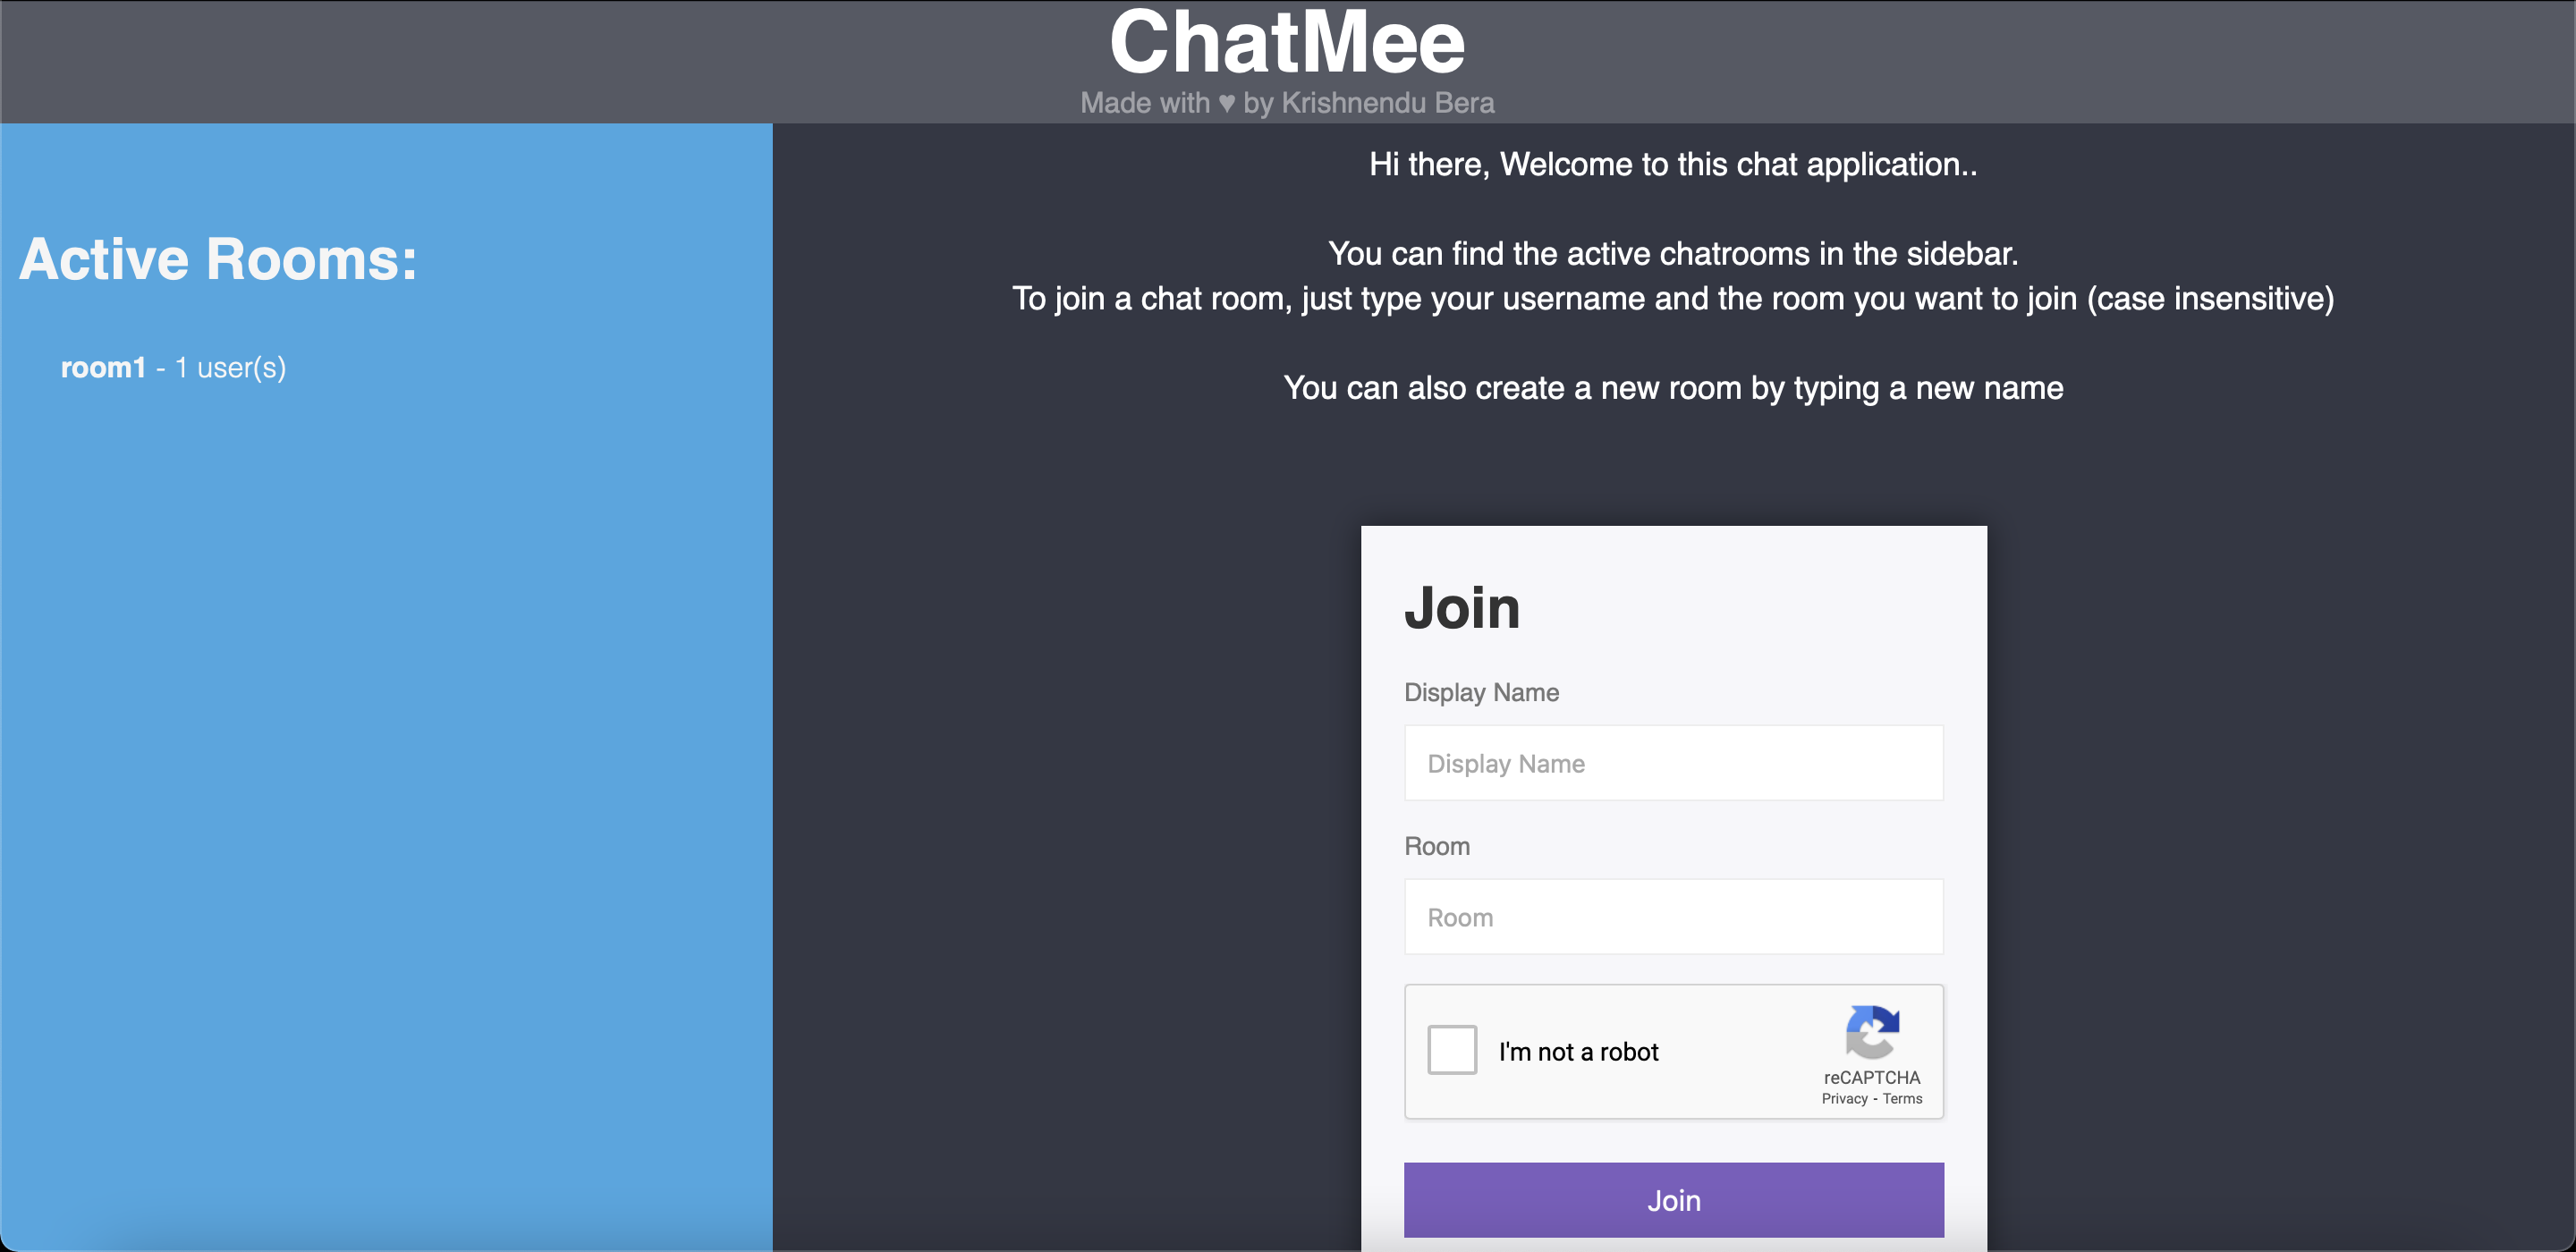 ChatMee
Made with ♥ by Krishnendu Bera
Active Rooms:
room1 - 1 user(s)
Hi there, Welcome to this chat application..
You can find the active chatrooms in the sidebar.
To join a chat room, just type your username and the room you want to join (case insensitive)
You can also create a new room by typing a new name
Join
Display Name
Display Name
Room
Room
I'm not a robot
reCAPTCHA
Privacy - Terms
Join